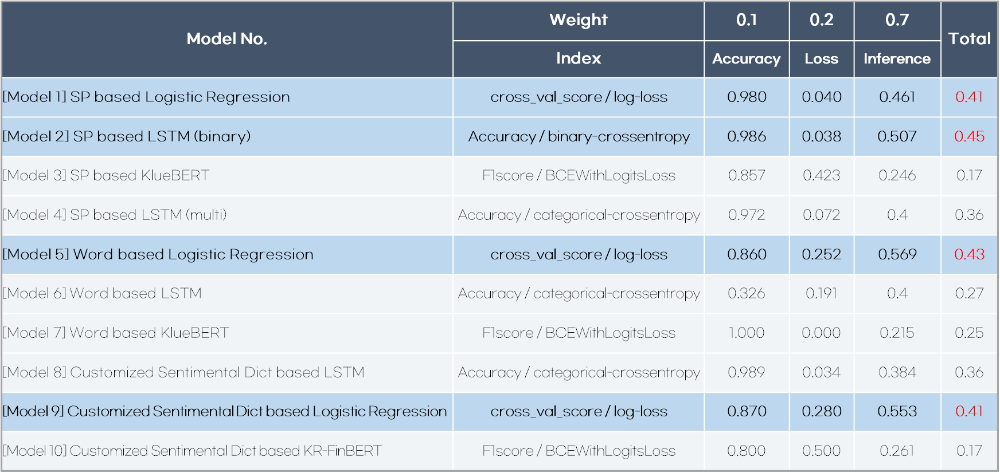 Model No. Weight 0.1 0.2 0.7 Total
Index Accuracy Loss Inference
[Model 1] SP based Logistic Regression cross_val_score / log-loss 0.980 0.040 0.461 0.41
[Model 2] SP based LSTM (binary) Accuracy / binary-crossentropy 0.986 0.038 0.507 0.45
[Model 3] SP based KlueBERT F1score / BCEWithLogitsLoss 0.857 0.423 0.246 0.17
[Model 4] SP based LSTM (multi) Accuracy / categorical-crossentropy 0.972 0.072 0.4 0.36
[Model 5] Word based Logistic Regression cross_val_score / log-loss 0.860 0.252 0.569 0.43
[Model 6] Word based LSTM Accuracy / categorical-crossentropy 0.326 0.191 0.4 0.27
[Model 7] Word based KlueBERT F1score / BCEWithLogitsLoss 1.000 0.000 0.215 0.25
[Model 8] Customized Sentimental Dict based LSTM Accuracy / categorical-crossentropy 0.989 0.034 0.384 0.36
[Model 9] Customized Sentimental Dict based Logistic Regression cross_val_score / log-loss 0.870 0.280 0.553 0.41
[Model 10] Customized Sentimental Dict based KR-FinBERT F1score / BCEWithLogitsLoss 0.800 0.500 0.261 0.17